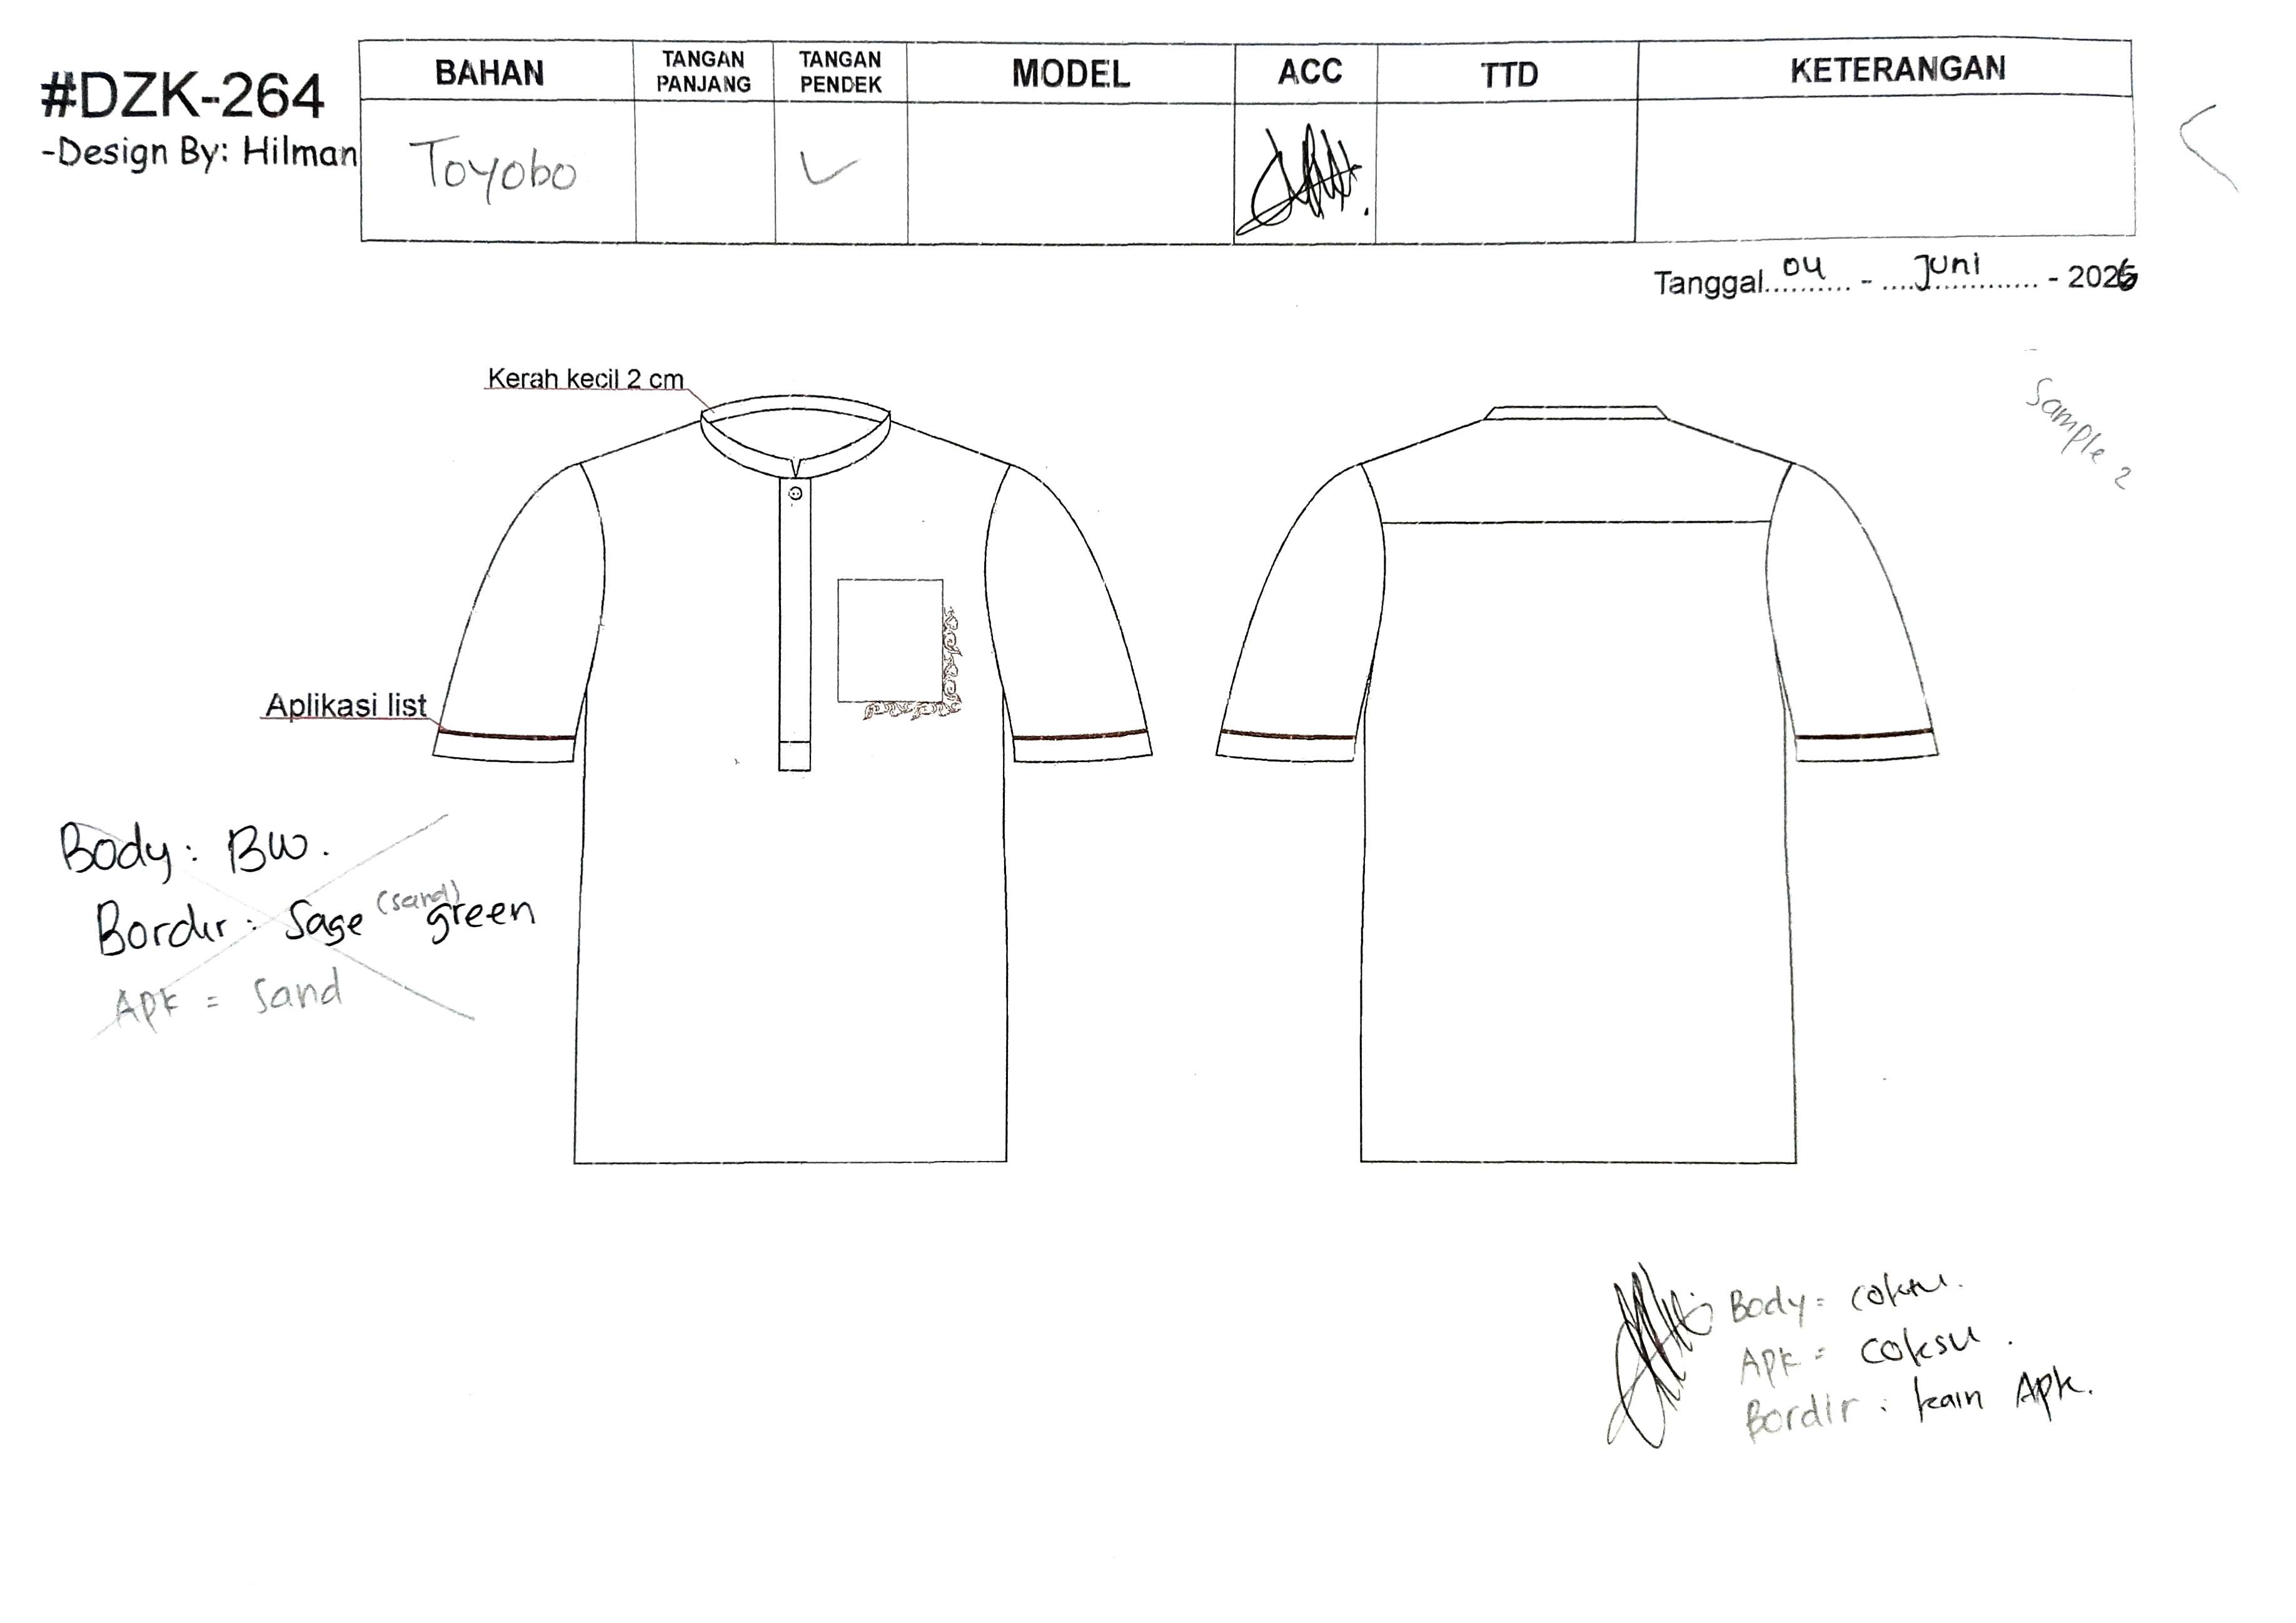 #DZK-264
-Design By: Hilman
BAHAN TANGAN PANJANG TANGAN PENDEK MODEL ACC TTD KETERANGAN
Toyobo
Tanggal 04 - Juni - 2026
Kerah kecil 2 cm
Sample 2
Aplikasi list
Body : BW.
Bordir : Sage (sand) green
Apk = Sand
Body = coksu.
Apk = coksu.
Bordir : kain Apk.